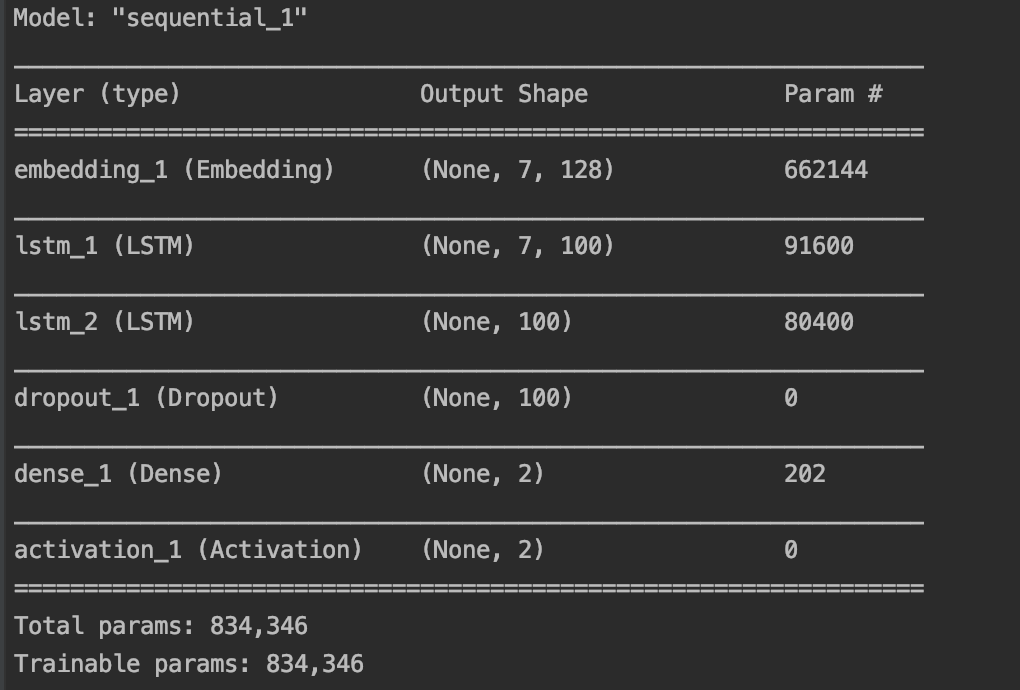 Model: "sequential_1"
Layer (type) Output Shape Param #
embedding_1 (Embedding) (None, 7, 128) 662144
lstm_1 (LSTM) (None, 7, 100) 91600
lstm_2 (LSTM) (None, 100) 80400
dropout_1 (Dropout) (None, 100) 0
dense_1 (Dense) (None, 2) 202
activation_1 (Activation) (None, 2) 0
Total params: 834,346
Trainable params: 834,346